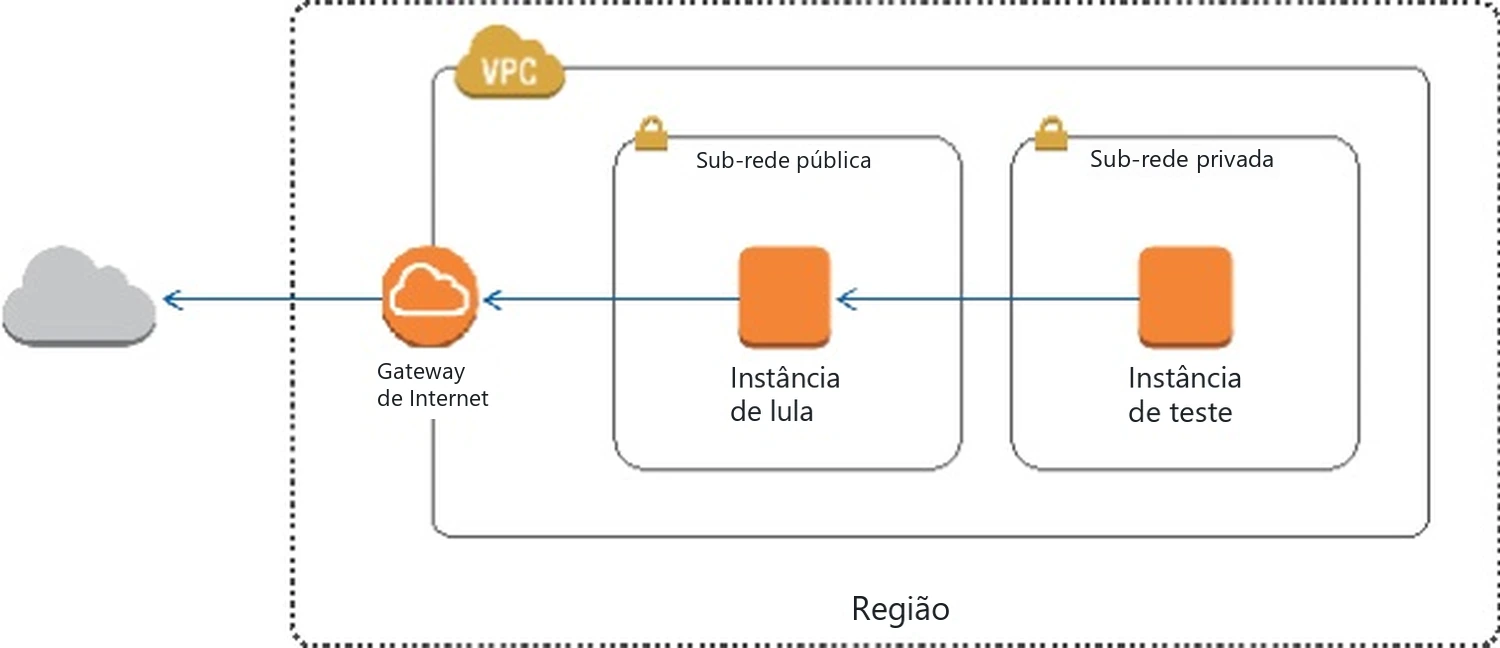 VPC
Sub-rede pública
Sub-rede privada
Gateway
de Internet
Instância
de lula
Instância
de teste
Região